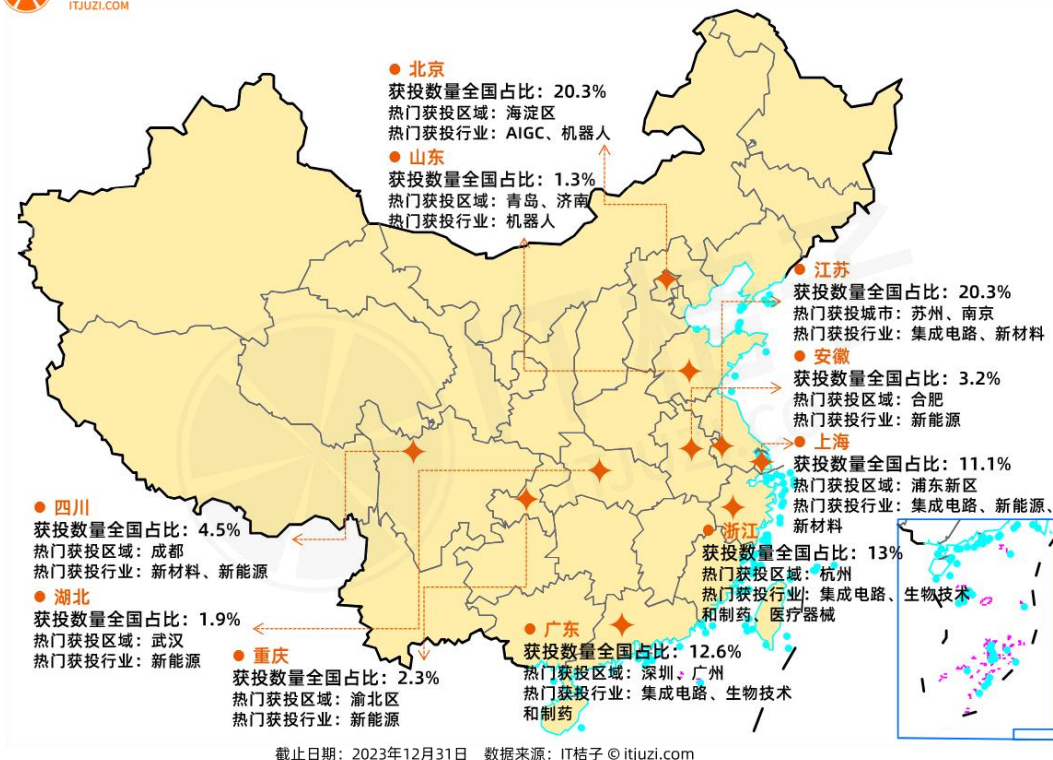 ITJUZI.COM
北京
获投数量全国占比：20.3%
热门获投区域：海淀区
热门获投行业：AIGC、机器人
山东
获投数量全国占比：1.3%
热门获投区域：青岛、济南
热门获投行业：机器人
江苏
获投数量全国占比：20.3%
热门获投城市：苏州、南京
热门获投行业：集成电路、新材料
安徽
获投数量全国占比：3.2%
热门获投区域：合肥
热门获投行业：新能源
上海
获投数量全国占比：11.1%
热门获投区域：浦东新区
热门获投行业：集成电路、新能源、
新材料
浙江
获投数量全国占比：13%
热门获投区域：杭州
热门获投行业：集成电路、生物技术
和制药、医疗器械
四川
获投数量全国占比：4.5%
热门获投区域：成都
热门获投行业：新材料、新能源
湖北
获投数量全国占比：1.9%
热门获投区域：武汉
热门获投行业：新能源
重庆
获投数量全国占比：2.3%
热门获投区域：渝北区
热门获投行业：新能源
广东
获投数量全国占比：12.6%
热门获投区域：深圳、广州
热门获投行业：集成电路、生物技术
和制药
截止日期：2023年12月31日 数据来源：IT桔子 © itjuzi.com